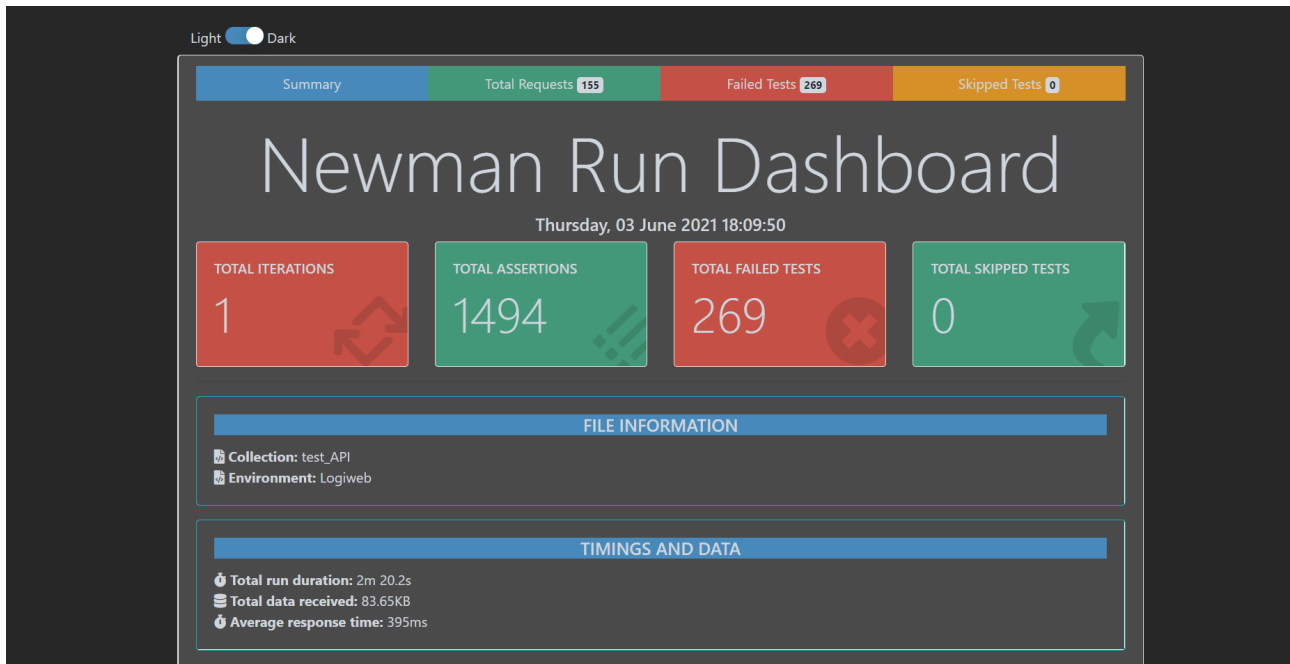 Light Dark
Summary Total Requests 155 Failed Tests 269 Skipped Tests 0
Newman Run Dashboard
Thursday, 03 June 2021 18:09:50
TOTAL ITERATIONS TOTAL ASSERTIONS TOTAL FAILED TESTS TOTAL SKIPPED TESTS
1 1494 269 0
FILE INFORMATION
Collection: test_API
Environment: Logiweb
TIMINGS AND DATA
Total run duration: 2m 20.2s
Total data received: 83.65KB
Average response time: 395ms